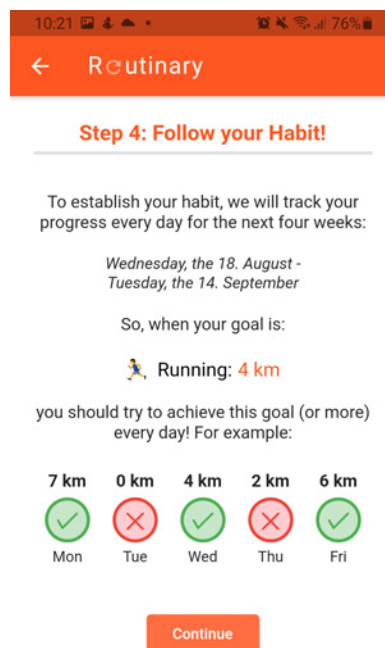 10:21 76%
Routinary
Step 4: Follow your Habit!
To establish your habit, we will track your
progress every day for the next four weeks:
Wednesday, the 18. August -
Tuesday, the 14. September
So, when your goal is:
Running: 4 km
you should try to achieve this goal (or more)
every day! For example:
7 km 0 km 4 km 2 km 6 km
Mon Tue Wed Thu Fri
Continue